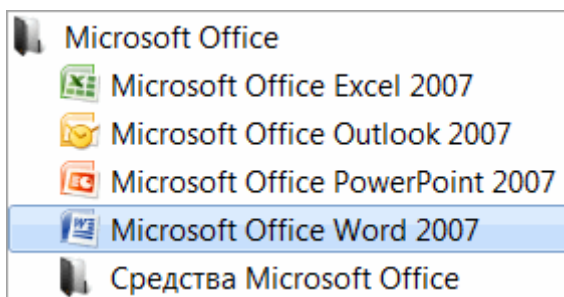 Microsoft Office
Microsoft Office Excel 2007
Microsoft Office Outlook 2007
Microsoft Office PowerPoint 2007
Microsoft Office Word 2007
Средства Microsoft Office